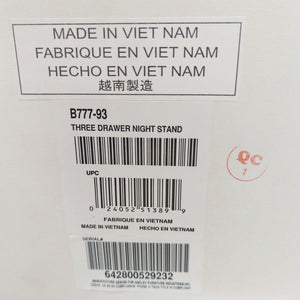 MADE IN VIET NAM
FABRIQUE EN VIET NAM
HECHO EN VIET NAM
越南製造
B777-93
THREE DRAWER NIGHT STAND
QC
1
UPC
0 24052 51389 9
FABRIQUE EN VIETNAM
MADE IN VIETNAM HECHO EN VIETNAM
SERIAL#
642800529232